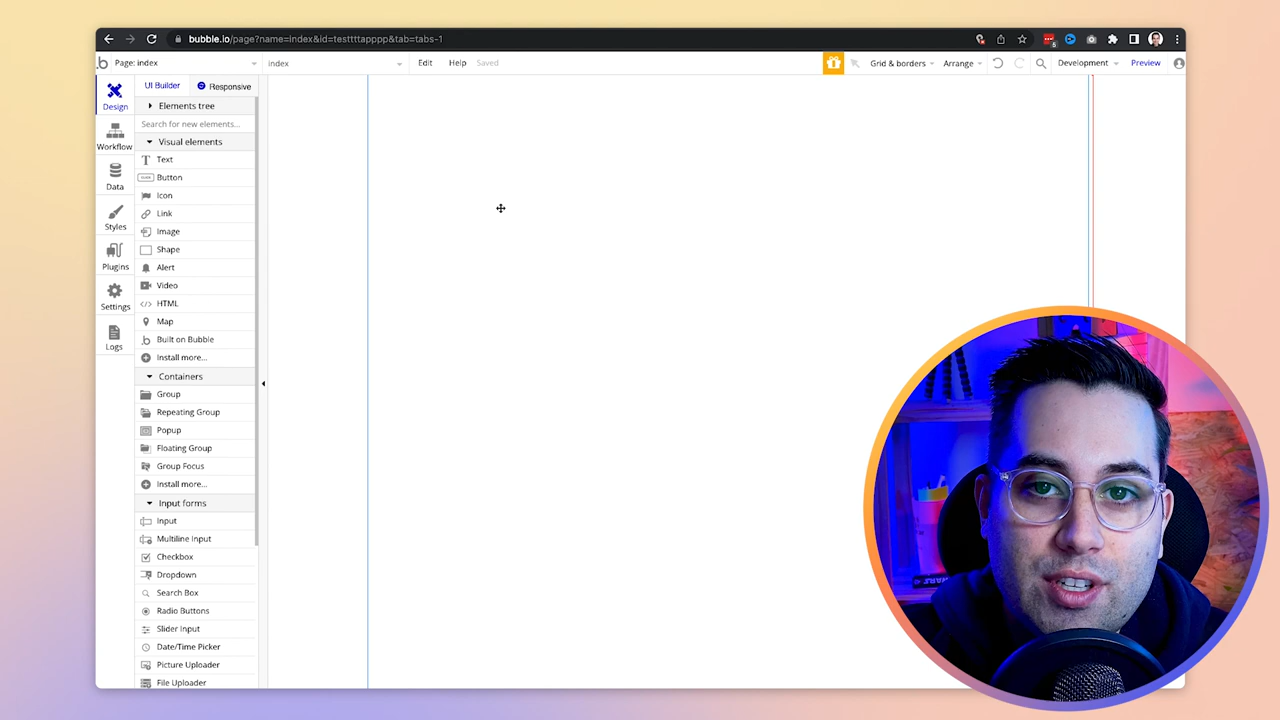 bubble.io/page?name=index&id=testtttapppp&tab=tabs-1
Page: index
index
Edit
Help
Saved
Grid & borders
Arrange
Development
Preview
Design
Workflow
Data
Styles
Plugins
Settings
Logs
UI Builder
Responsive
Elements tree
Search for new elements...
Visual elements
Text
Button
Icon
Link
Image
Shape
Alert
Video
HTML
Map
Built on Bubble
Install more...
Containers
Group
Repeating Group
Popup
Floating Group
Group Focus
Install more...
Input forms
Input
Multiline Input
Checkbox
Dropdown
Search Box
Radio Buttons
Slider Input
Date/Time Picker
Picture Uploader
File Uploader